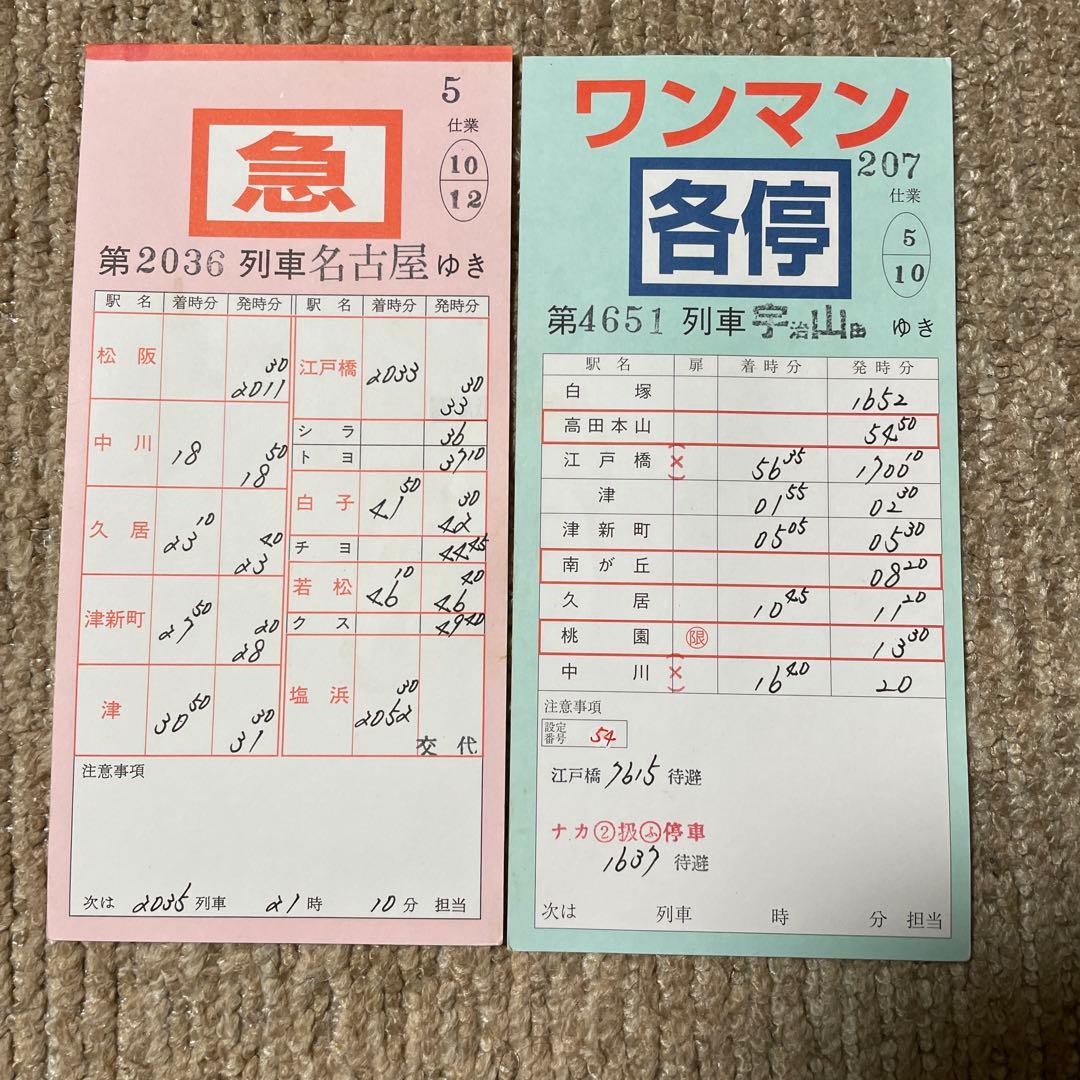 5
仕業
急
10
12
第2036 列車 名古屋 ゆき
駅名 着時分 発時分 駅名 着時分 発時分
松阪 2011 30
中川 18 18 50
久居 23 10 23 40
津新町 27 50 28 20
津 30 50 31 30
江戸橋 2033 33 30
シラ 36
トヨ 37 10
白子 41 50 42 30
チヨ 44 45
若松 46 10 46 40
クス 49 40
塩浜 2052 30
交代
注意事項
次は 2035 列車 21 時 10 分 担当
ワンマン
207
各停
仕業
5
10
第4651 列車 宇治山田 ゆき
駅名 扉 着時分 発時分
白塚 1652
高田本山 54 50
江戸橋 (×) 56 35 1700 10
津 01 55 02 30
津新町 05 05 05 30
南が丘 08 20
久居 10 45 11 20
桃園 限 13 30
中川 (×) 16 40 20
注意事項
設定番号 54
江戸橋 7615 待避
ナカ②扱㋫停車
1637 待避
次は 列車 時 分 担当